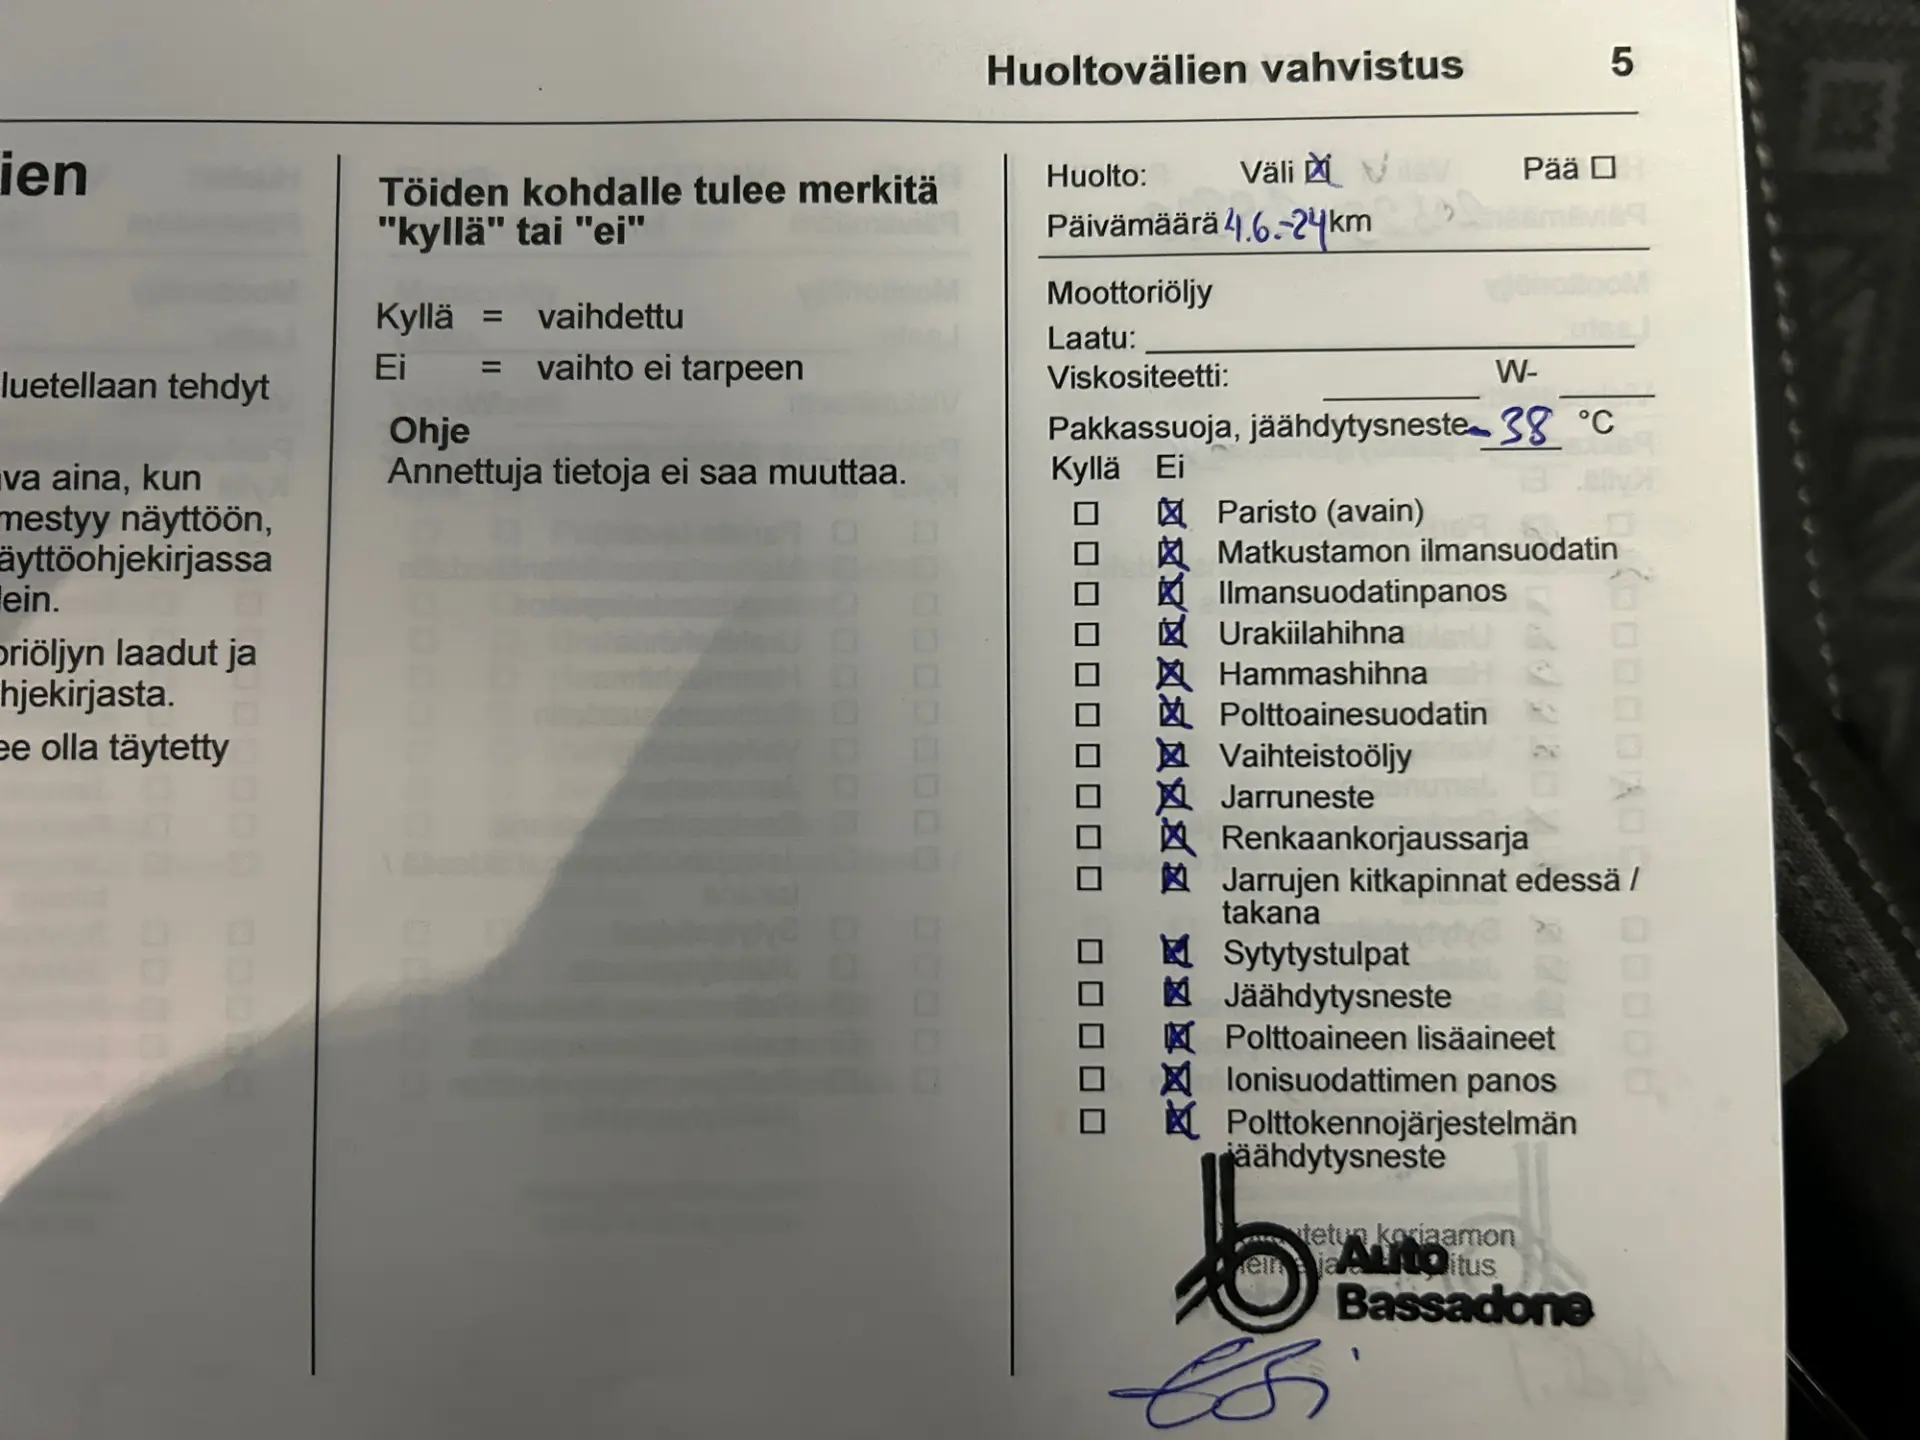 Huoltovälien vahvistus 5
ien
luetellaan tehdyt
va aina, kun
mestyy näyttöön,
äyttöohjekirjassa
lein.
oriöljyn laadut ja
hjekirjasta.
ee olla täytetty
Töiden kohdalle tulee merkitä
"kyllä" tai "ei"
Kyllä = vaihdettu
Ei = vaihto ei tarpeen
Ohje
Annettuja tietoja ei saa muuttaa.
Huolto: Väli ☒ Pää ☐
Päivämäärä 4.6.-24 km
Moottoriöljy
Laatu:
Viskositeetti: W-
Pakkassuoja, jäähdytysneste -38 °C
Kyllä Ei
☐ ☒ Paristo (avain)
☐ ☒ Matkustamon ilmansuodatin
☐ ☒ Ilmansuodatinpanos
☐ ☒ Urakiilahihna
☐ ☒ Hammashihna
☐ ☒ Polttoainesuodatin
☐ ☒ Vaihteistoöljy
☐ ☒ Jarruneste
☐ ☒ Renkaankorjaussarja
☐ ☒ Jarrujen kitkapinnat edessä /
takana
☐ ☒ Sytytystulpat
☐ ☒ Jäähdytysneste
☐ ☒ Polttoaineen lisäaineet
☐ ☒ Ionisuodattimen panos
☐ ☒ Polttokennojärjestelmän
jäähdytysneste
korjaamon
Auto
Bassadone